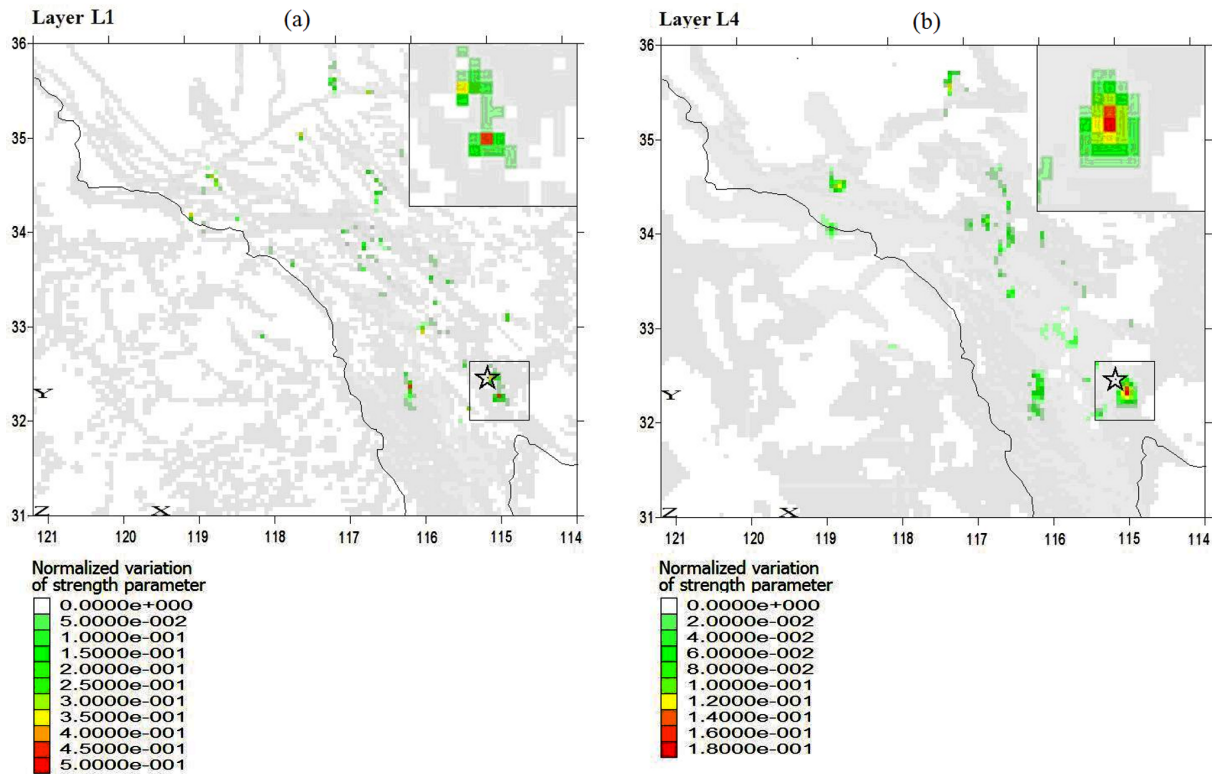 Layer L1 (a)
36
35
34
33
32
31
Y
Z X
121 120 119 118 117 116 115 114
Normalized variation
of strength parameter
0.0000e+000
5.0000e-002
1.0000e-001
1.5000e-001
2.0000e-001
2.5000e-001
3.0000e-001
3.5000e-001
4.0000e-001
4.5000e-001
5.0000e-001
Layer L4 (b)
36
35
34
33
32
31
Y
Z X
121 120 119 118 117 116 115 114
Normalized variation
of strength parameter
0.0000e+000
2.0000e-002
4.0000e-002
6.0000e-002
8.0000e-002
1.0000e-001
1.2000e-001
1.4000e-001
1.6000e-001
1.8000e-001